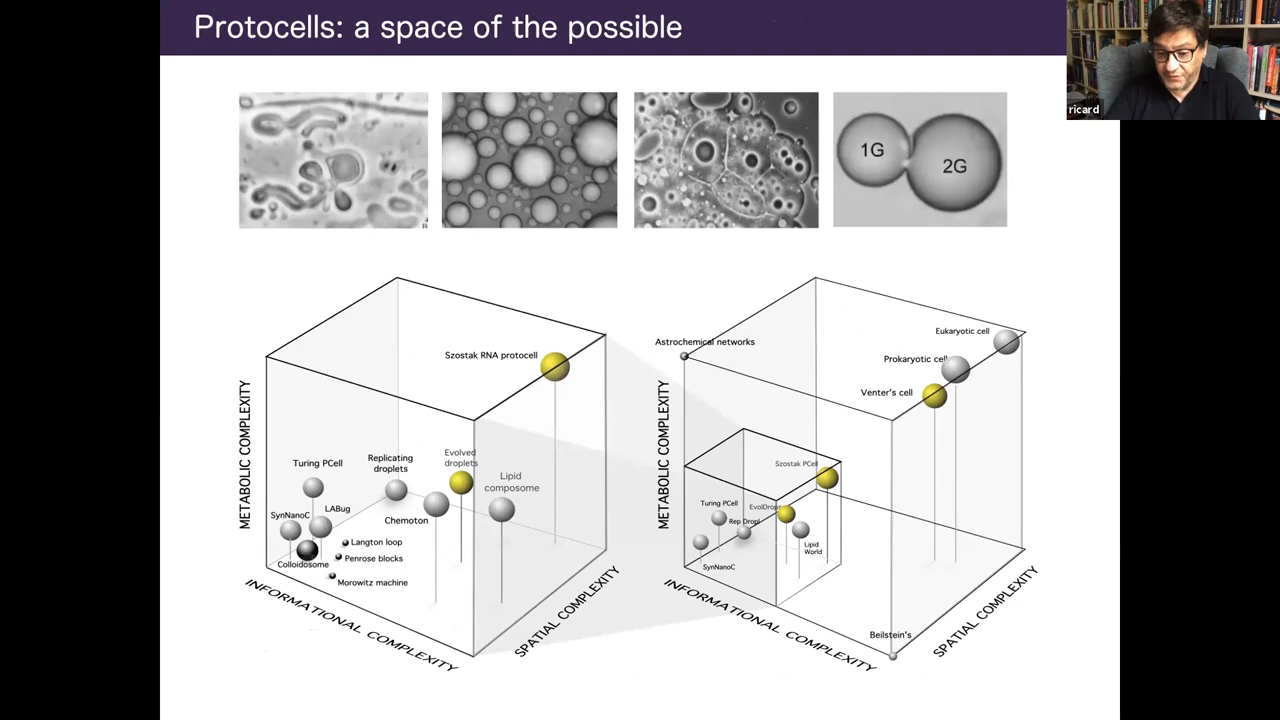 Protocells: a space of the possible
ricard
1G
2G
METABOLIC COMPLEXITY
Szostak RNA protocell
Turing PCell
Replicating
droplets
Evolved
droplets
Lipid
composome
SynNanoC
LABug
Chemoton
Langton loop
Colloidosome
Penrose blocks
Morowitz machine
INFORMATIONAL COMPLEXITY
SPATIAL COMPLEXITY
METABOLIC COMPLEXITY
Astrochemical networks
Eukaryotic cell
Prokaryotic cell
Venter's cell
Szostak PCell
Turing PCell
EvolDrops
Rep Dropl
Lipid
World
SynNanoC
Beilstein's
INFORMATIONAL COMPLEXITY
SPATIAL COMPLEXITY